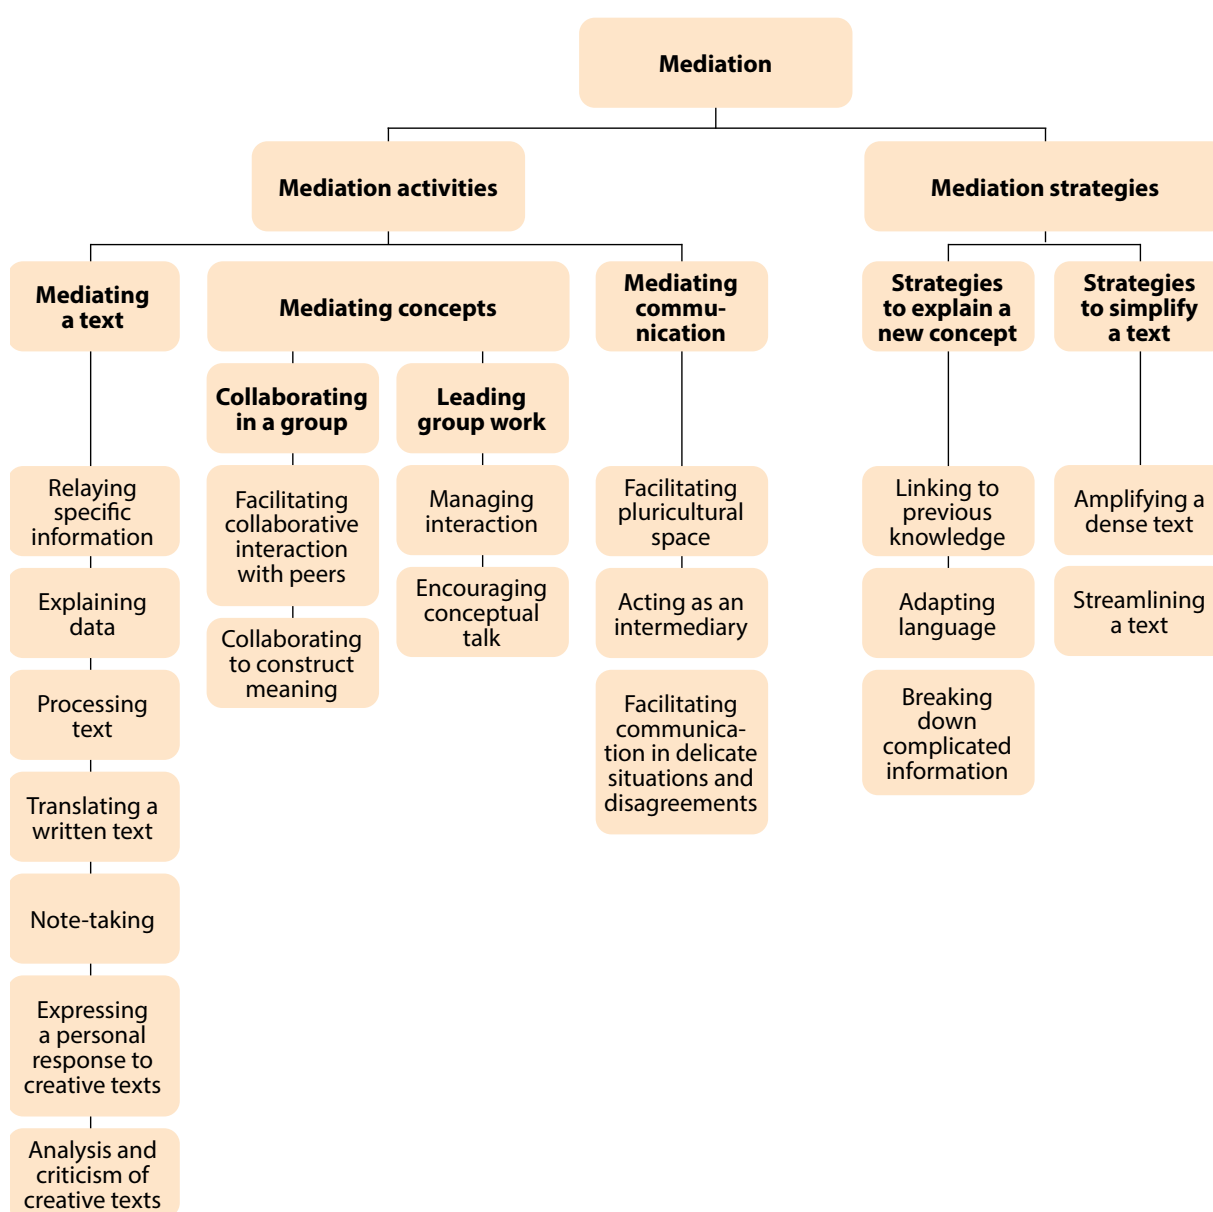 Mediation
Mediation activities
Mediation strategies
Mediating
a text
Mediating concepts
Mediating
commu-
nication
Strategies
to explain a
new concept
Strategies
to simplify
a text
Collaborating
in a group
Leading
group work
Relaying
specific
information
Explaining
data
Processing
text
Translating a
written text
Note-taking
Expressing
a personal
response to
creative texts
Analysis and
criticism of
creative texts
Facilitating
collaborative
interaction
with peers
Collaborating
to construct
meaning
Managing
interaction
Encouraging
conceptual
talk
Facilitating
pluricultural
space
Acting as an
intermediary
Facilitating
communica-
tion in delicate
situations and
disagreements
Linking to
previous
knowledge
Adapting
language
Breaking
down
complicated
information
Amplifying a
dense text
Streamlining
a text